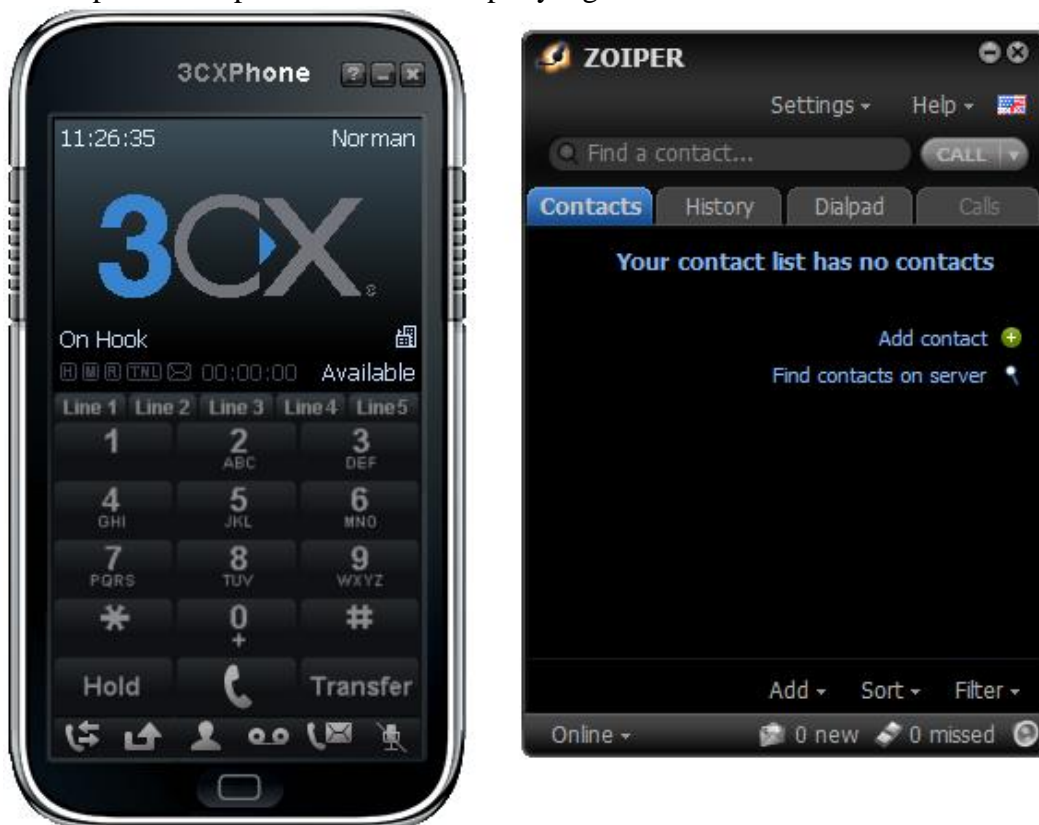 3CXPhone
11:26:35 Norman
3CX
On Hook
H M R TNL 00:00:00 Available
Line 1 Line 2 Line 3 Line 4 Line 5
1 2 3
ABC DEF
4 5 6
GHI JKL MNO
7 8 9
PQRS TUV WXYZ
* 0 #
+
Hold Transfer
ZOIPER
Settings Help
Find a contact... CALL
Contacts History Dialpad Calls
Your contact list has no contacts
Add contact
Find contacts on server
Add Sort Filter
Online 0 new 0 missed